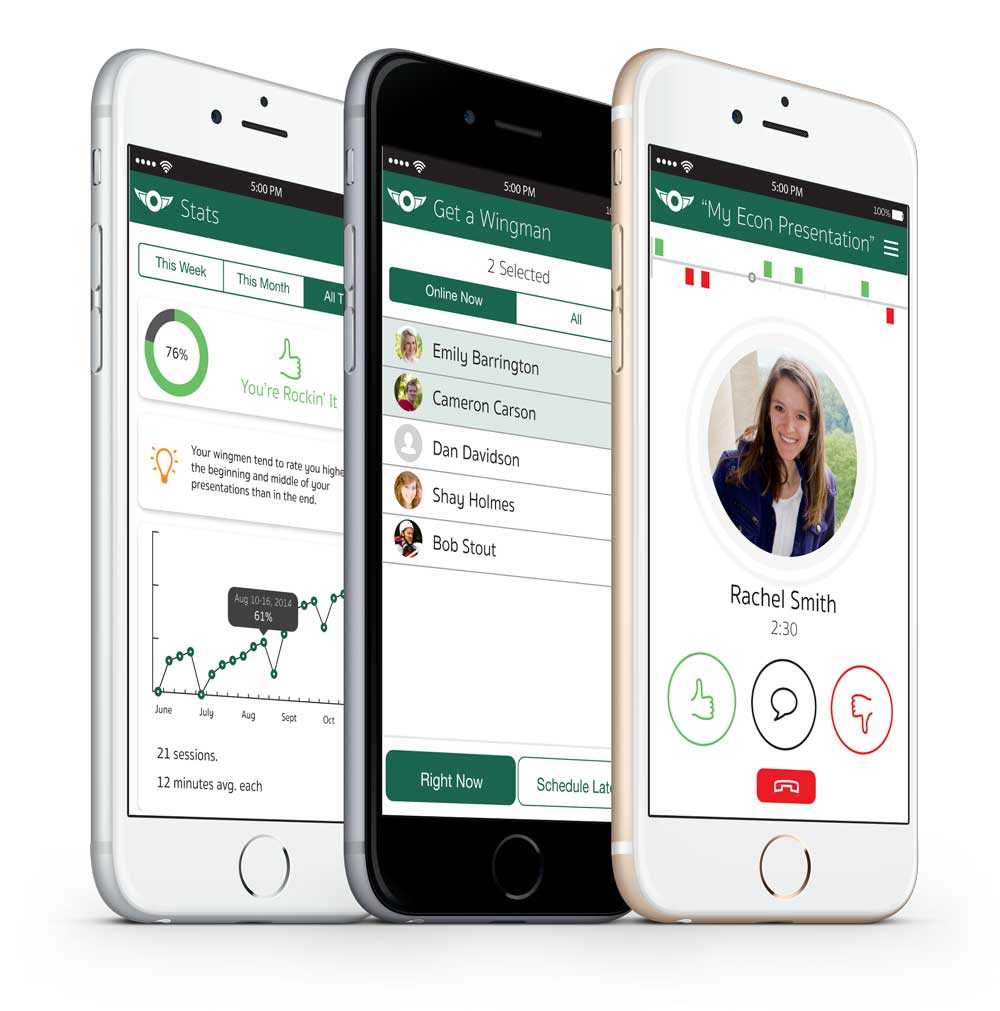 5:00 PM
Stats
This Week
This Month
All T
76%
You're Rockin' It
Your wingmen tend to rate you highe
the beginning and middle of your
presentations than in the end.
Aug 10-16, 2014
61%
June
July
Aug
Sept
Oct
21 sessions.
12 minutes avg. each
5:00 PM
10
Get a Wingman
2 Selected
Online Now
All
Emily Barrington
Cameron Carson
Dan Davidson
Shay Holmes
Bob Stout
Right Now
Schedule Late
5:00 PM
100%
“My Econ Presentation”
Rachel Smith
2:30